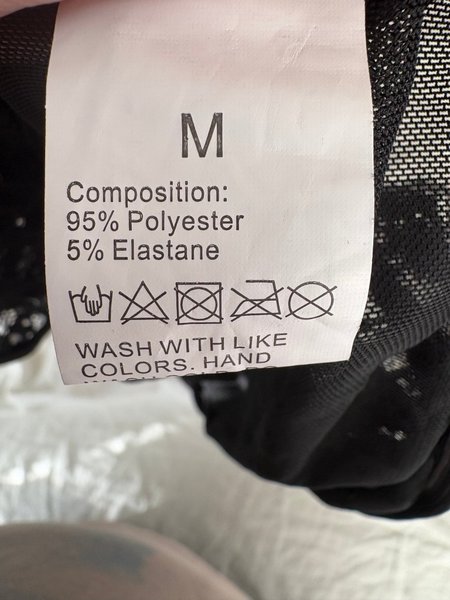 M
Composition:
95% Polyester
5% Elastane
WASH WITH LIKE
COLORS. HAND